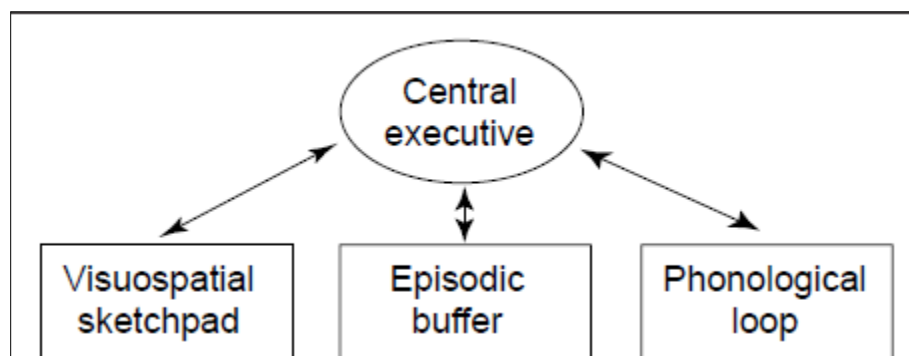 Central
executive
Visuospatial
sketchpad
Episodic
buffer
Phonological
loop